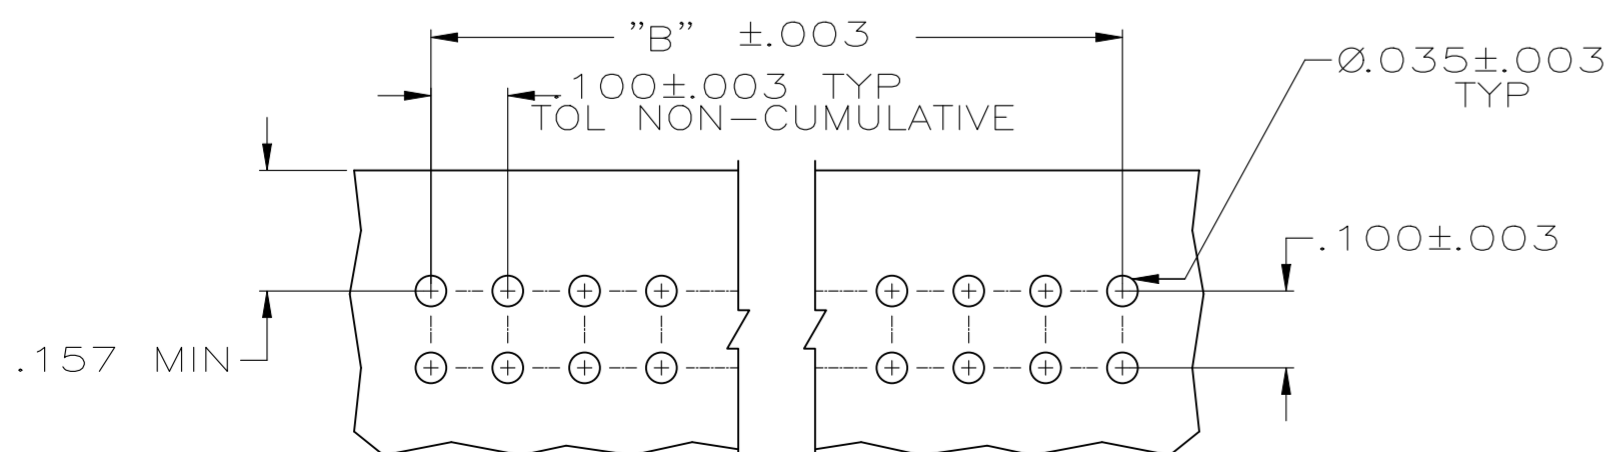 "B" ±.003
.100±.003 TYP
TOL NON-CUMULATIVE
Ø.035±.003
TYP
.100±.003
.157 MIN